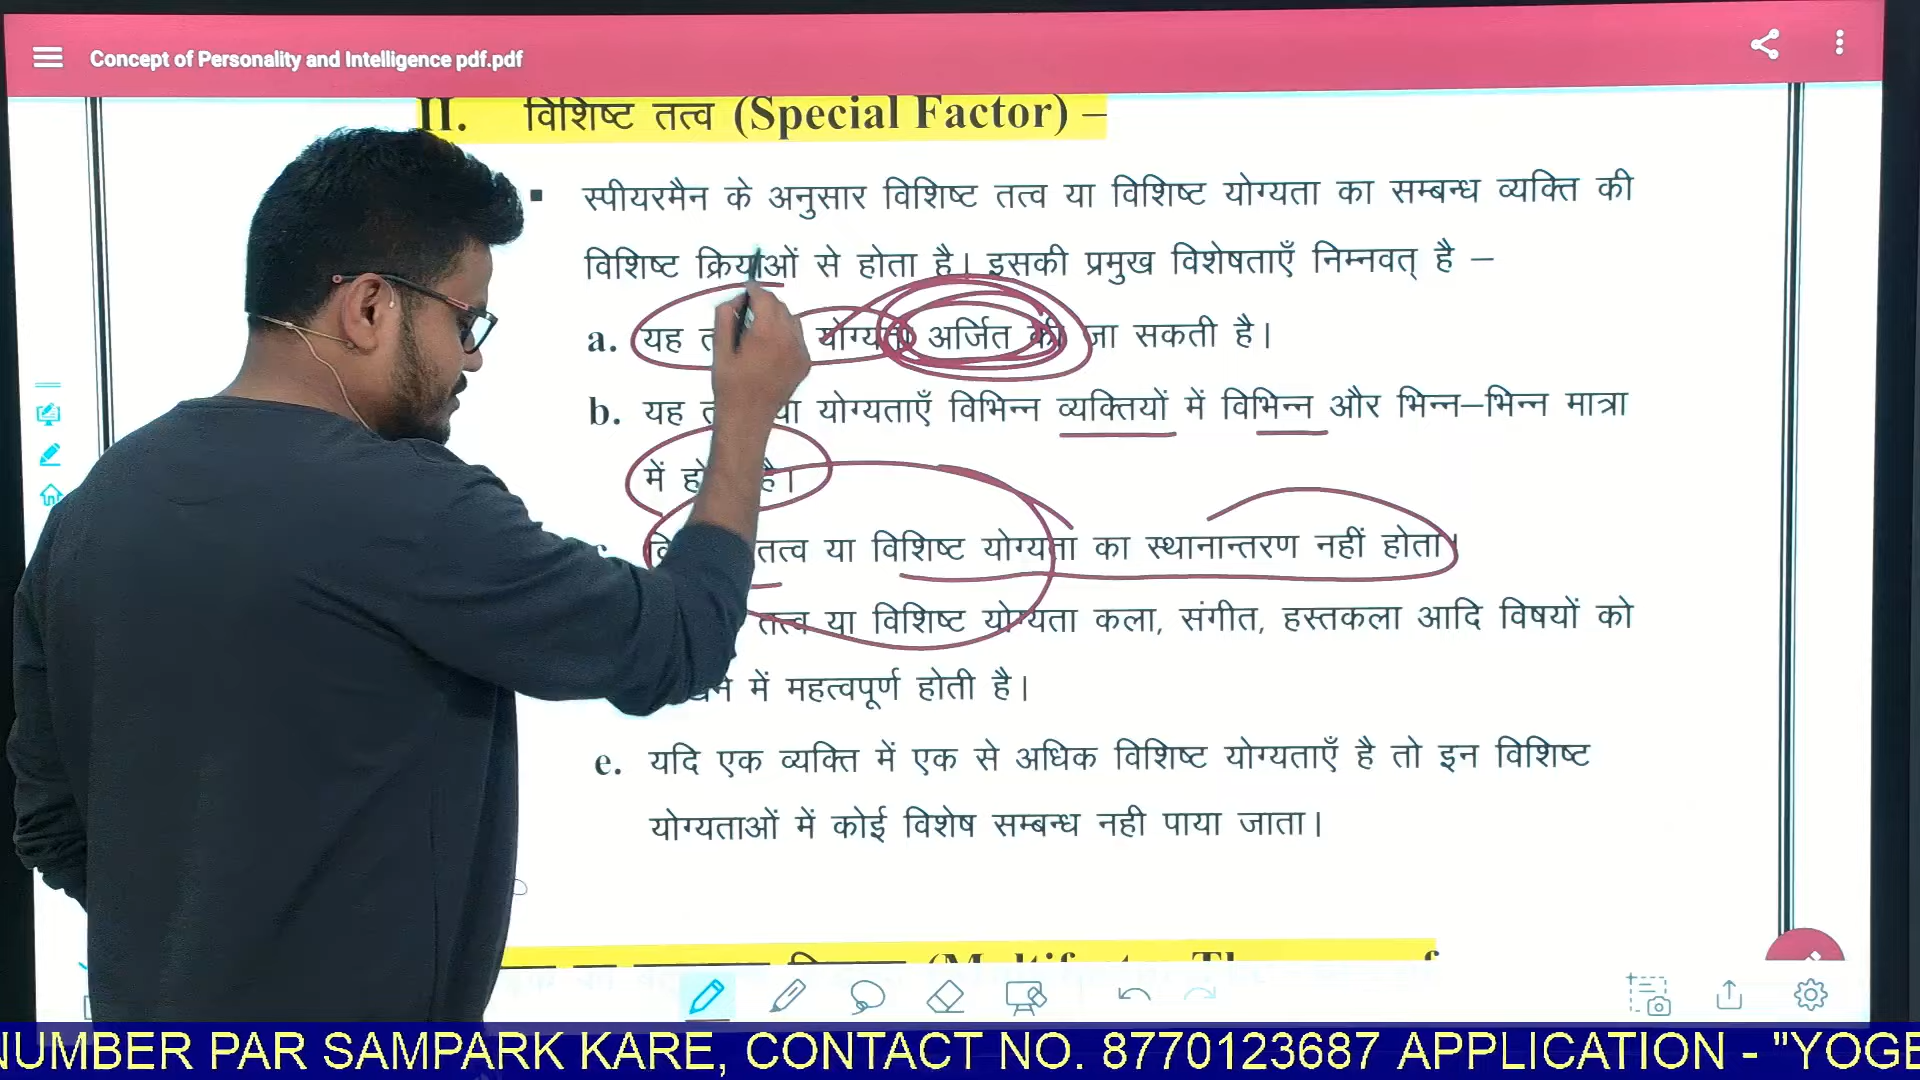 Concept of Personality and Intelligence pdf.pdf
II. विशिष्ट तत्व (Special Factor) –
▪ स्पीयरमैन के अनुसार विशिष्ट तत्व या विशिष्ट योग्यता का सम्बन्ध व्यक्ति की
विशिष्ट क्रियाओं से होता है। इसकी प्रमुख विशेषताएँ निम्नवत् है –
a. यह योग्यता अर्जित की जा सकती है।
b. यह या योग्यताएँ विभिन्न व्यक्तियों में विभिन्न और भिन्न–भिन्न मात्रा
में है।
तत्व या विशिष्ट योग्यता का स्थानान्तरण नहीं होता।
तत्व या विशिष्ट योग्यता कला, संगीत, हस्तकला आदि विषयों को
में महत्वपूर्ण होती है।
e. यदि एक व्यक्ति में एक से अधिक विशिष्ट योग्यताएँ है तो इन विशिष्ट
योग्यताओं में कोई विशेष सम्बन्ध नही पाया जाता।
NUMBER PAR SAMPARK KARE, CONTACT NO. 8770123687 APPLICATION - "YOGE